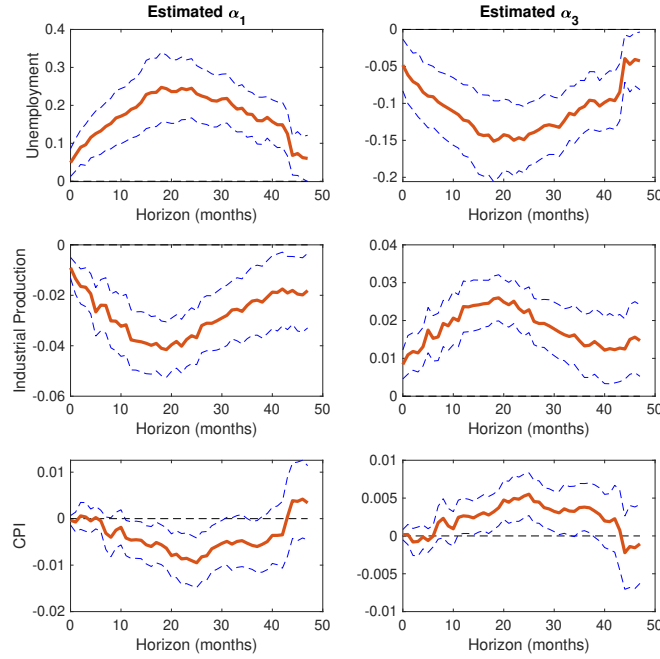 Estimated α1
Estimated α3
Unemployment
0.4
0.3
0.2
0.1
0
0 10 20 30 40 50
Horizon (months)
0
-0.05
-0.1
-0.15
-0.2
0 10 20 30 40 50
Horizon (months)
Industrial Production
0
-0.02
-0.04
-0.06
0 10 20 30 40 50
Horizon (months)
0.04
0.03
0.02
0.01
0
0 10 20 30 40 50
Horizon (months)
CPI
0.01
0
-0.01
-0.02
0 10 20 30 40 50
Horizon (months)
0.01
0.005
0
-0.005
-0.01
0 10 20 30 40 50
Horizon (months)